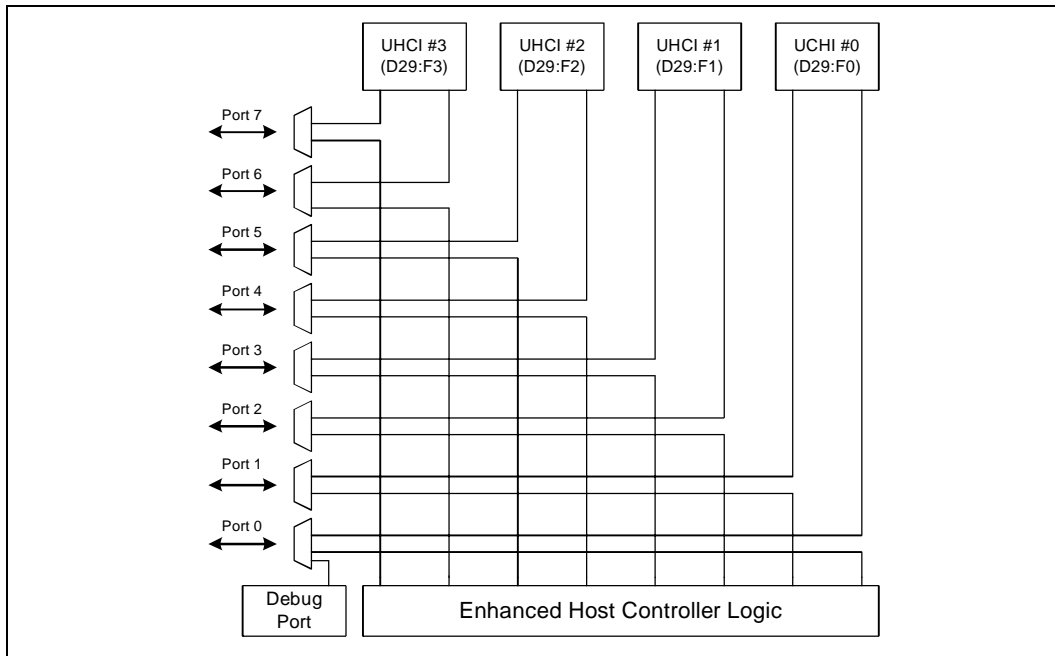 UHCI #3
(D29:F3)
UHCI #2
(D29:F2)
UHCI #1
(D29:F1)
UCHI #0
(D29:F0)
Port 7
Port 6
Port 5
Port 4
Port 3
Port 2
Port 1
Port 0
Debug
Port
Enhanced Host Controller Logic